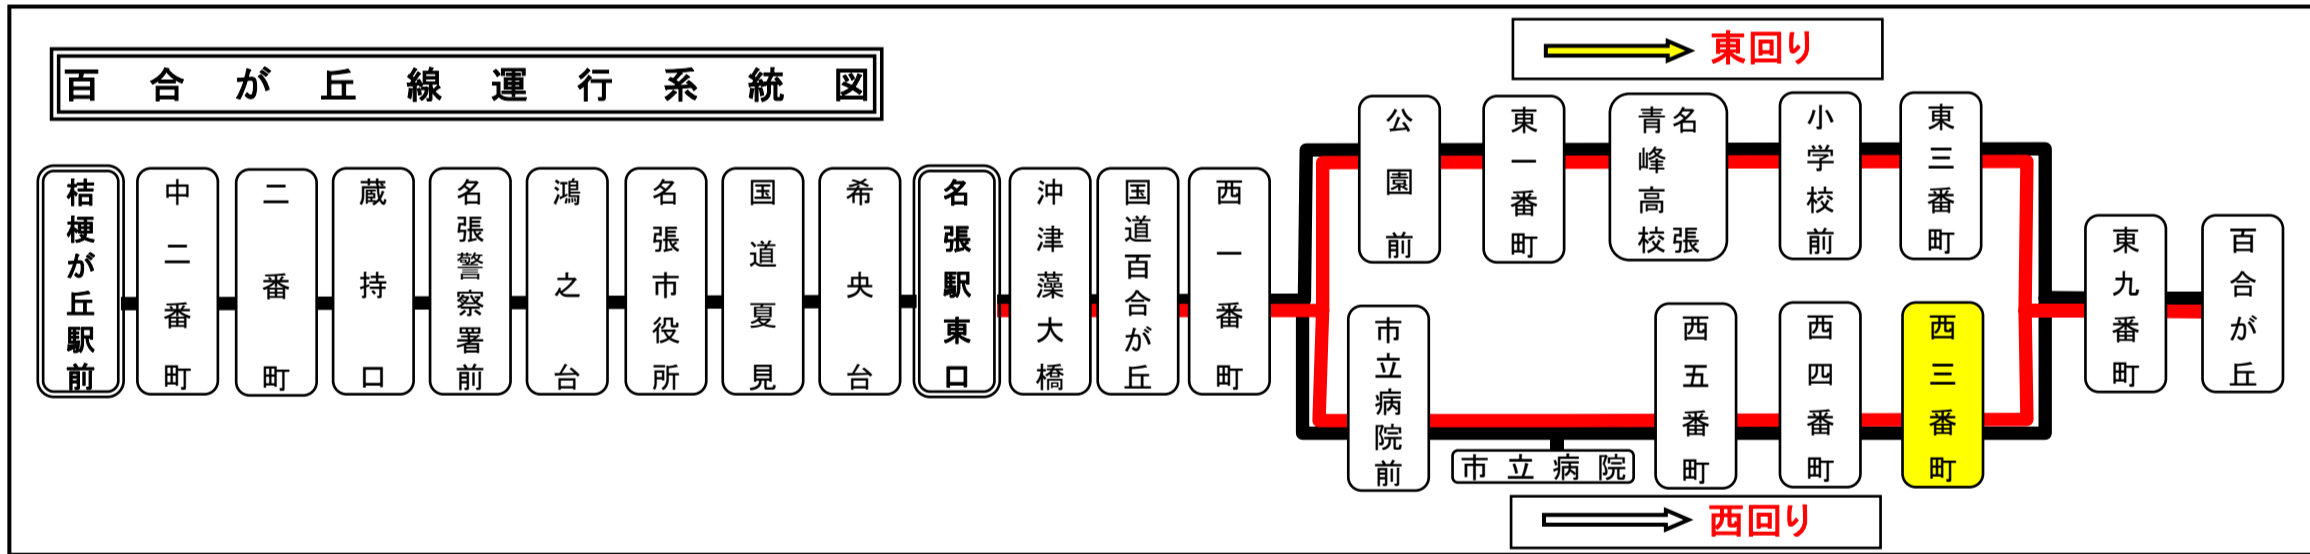 百合が丘線運行系統図
東回り
桔梗が丘駅前
中二番町
二番町
蔵持口
名張警察署前
鴻之台
名張市役所
国道夏見
希央台
名張駅東口
沖津藻大橋
国道百合が丘
西一番町
公園前
東一番町
名張
青峰高校
小学校前
東三番町
市立病院前
市立病院
西五番町
西四番町
西三番町
東九番町
百合が丘
西回り